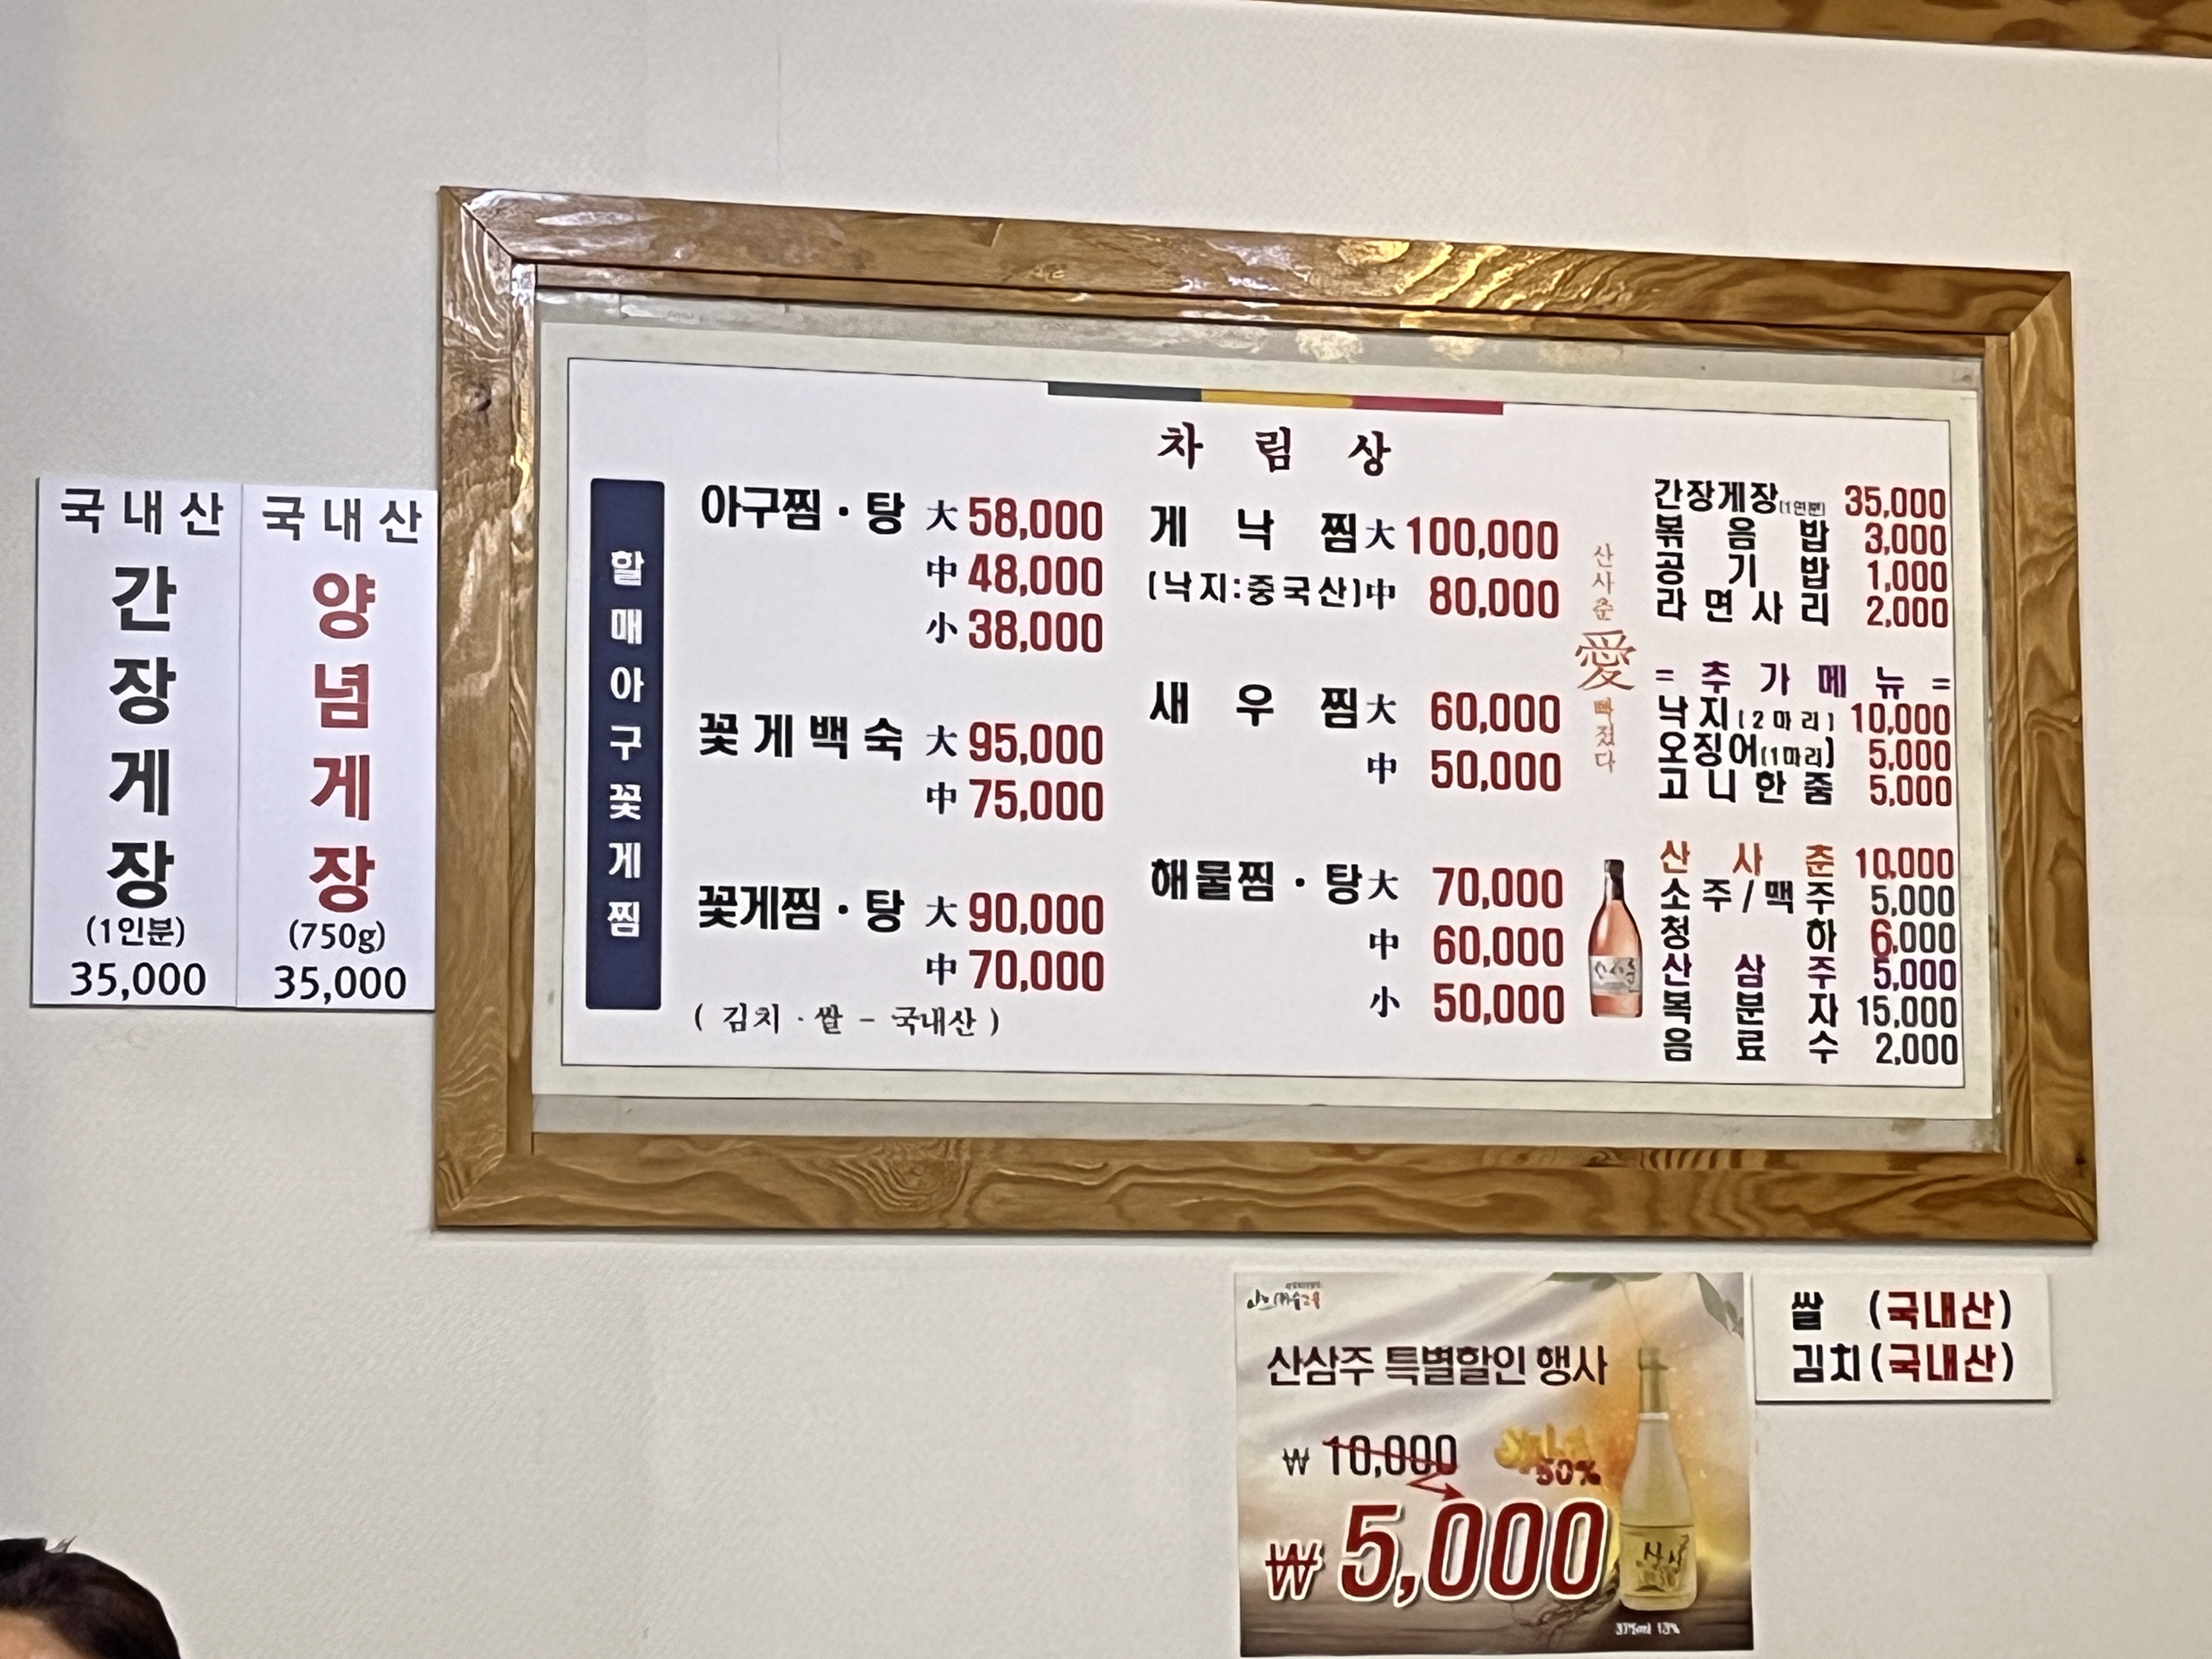 국내산
간장게장
(1인분)
35,000
국내산
양념게장
(750g)
35,000
차림상
할매아구꽃게찜
아구찜·탕 大 58,000
中 48,000
小 38,000
꽃게백숙 大 95,000
中 75,000
꽃게찜·탕 大 90,000
中 70,000
( 김치·쌀 - 국내산 )
게낙찜 大 100,000
(낙지:중국산) 中 80,000
새우찜 大 60,000
中 50,000
해물찜·탕 大 70,000
中 60,000
小 50,000
산사춘
愛
빠졌다
간장게장(1인분) 35,000
볶음밥 3,000
공기밥 1,000
라면사리 2,000
= 추가메뉴 =
낙지(2마리) 10,000
오징어(1마리) 5,000
고니한줌 5,000
산사춘 10,000
소주/맥주 5,000
청하 6,000
산삼주 5,000
복분자 15,000
음료수 2,000
산삼주 특별할인 행사
₩ 10,000
50%
₩ 5,000
375ml 13%
쌀 (국내산)
김치(국내산)